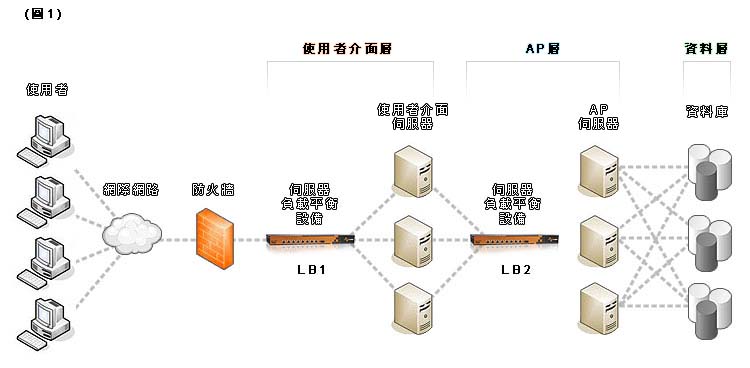 (圖1)
使用者介面層
AP層
資料層
使用者
使用者介面
伺服器
AP
伺服器
資料庫
網際網路
防火牆
伺服器
負載平衡
設備
伺服器
負載平衡
設備
LB1
LB2